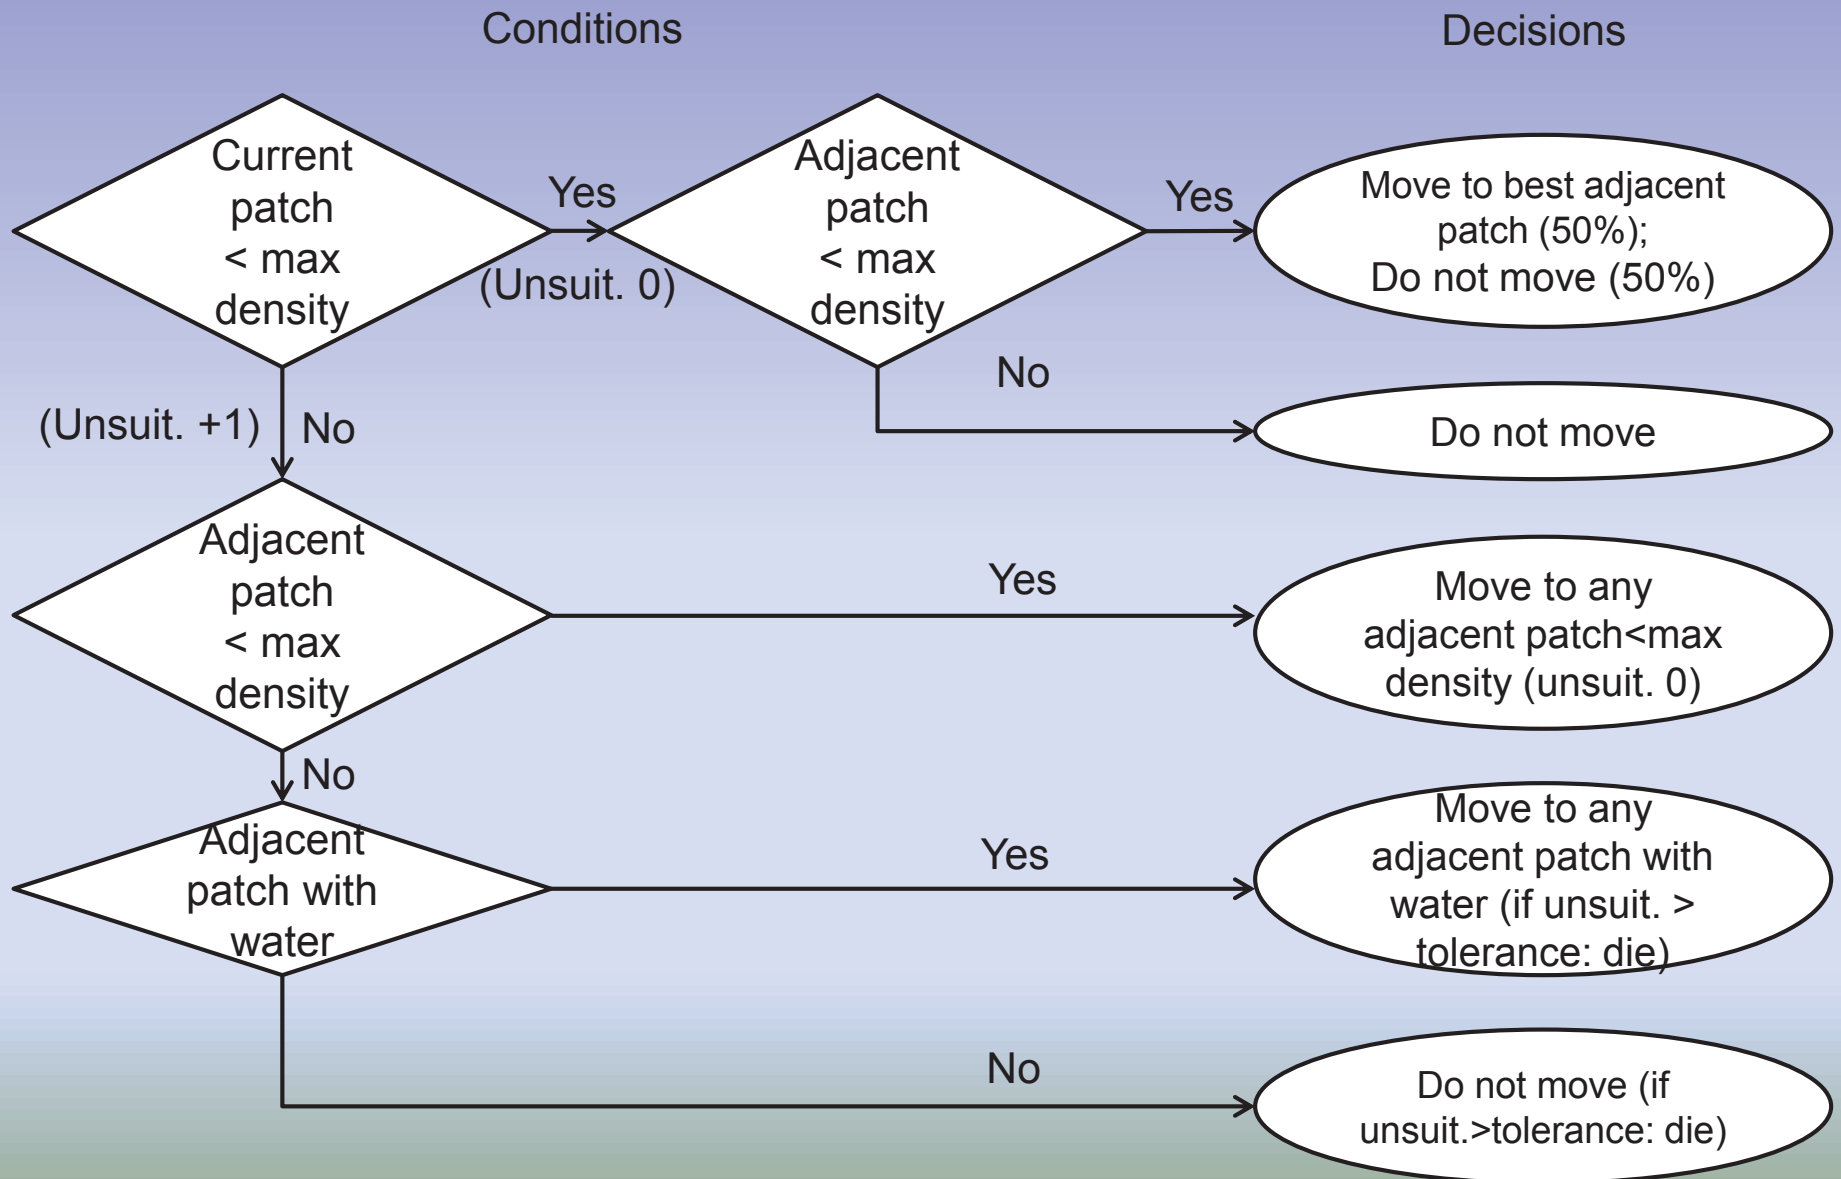 Conditions
Decisions
Current
patch
< max
density
Yes
(Unsuit. 0)
Adjacent
patch
< max
density
Yes
Move to best adjacent
patch (50%);
Do not move (50%)
No
Do not move
(Unsuit. +1)
No
Adjacent
patch
< max
density
Yes
Move to any
adjacent patch<max
density (unsuit. 0)
No
Adjacent
patch with
water
Yes
Move to any
adjacent patch with
water (if unsuit. >
tolerance: die)
No
Do not move (if
unsuit.>tolerance: die)